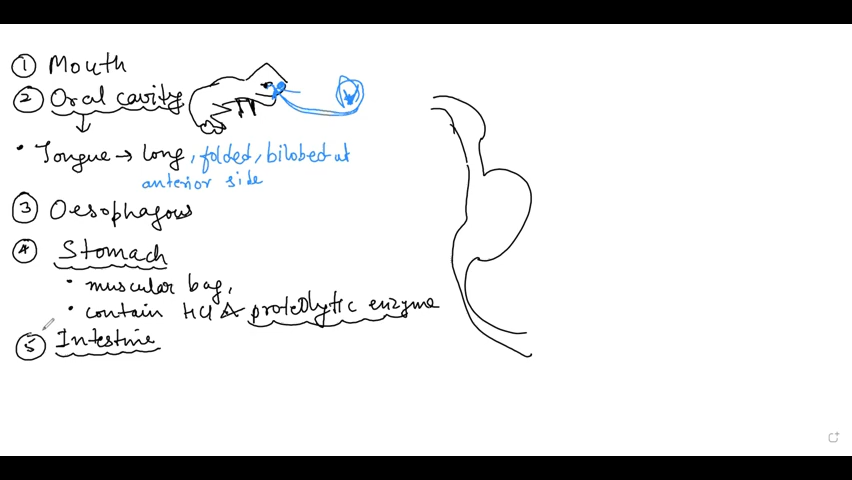 ① Mouth
② Oral cavity
• Tongue → long, folded, bilobed at
anterior side
③ Oesophagous
④ Stomach
• muscular bag,
• contain HCl & proteolytic enzyme
⑤ Intestine